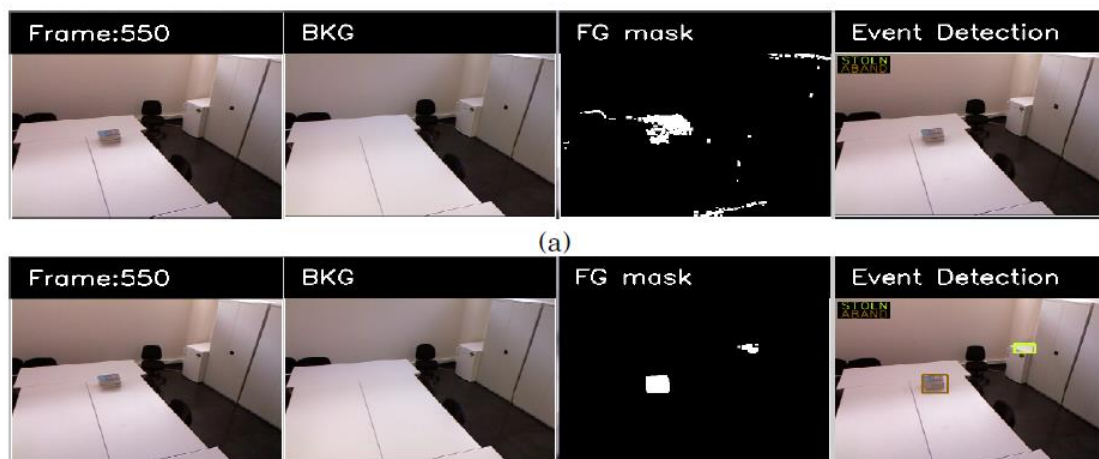 Frame:550 BKG FG mask Event Detection
STOLN
ABAND
(a)
Frame:550 BKG FG mask Event Detection
STOLN
ABAND